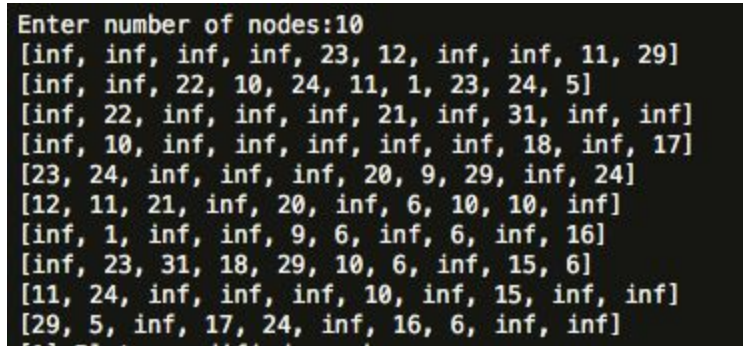 Enter number of nodes:10
[inf, inf, inf, inf, 23, 12, inf, inf, 11, 29]
[inf, inf, 22, 10, 24, 11, 1, 23, 24, 5]
[inf, 22, inf, inf, inf, 21, inf, 31, inf, inf]
[inf, 10, inf, inf, inf, inf, inf, 18, inf, 17]
[23, 24, inf, inf, inf, 20, 9, 29, inf, 24]
[12, 11, 21, inf, 20, inf, 6, 10, 10, inf]
[inf, 1, inf, inf, 9, 6, inf, 6, inf, 16]
[inf, 23, 31, 18, 29, 10, 6, inf, 15, 6]
[11, 24, inf, inf, inf, 10, inf, 15, inf, inf]
[29, 5, inf, 17, 24, inf, 16, 6, inf, inf]